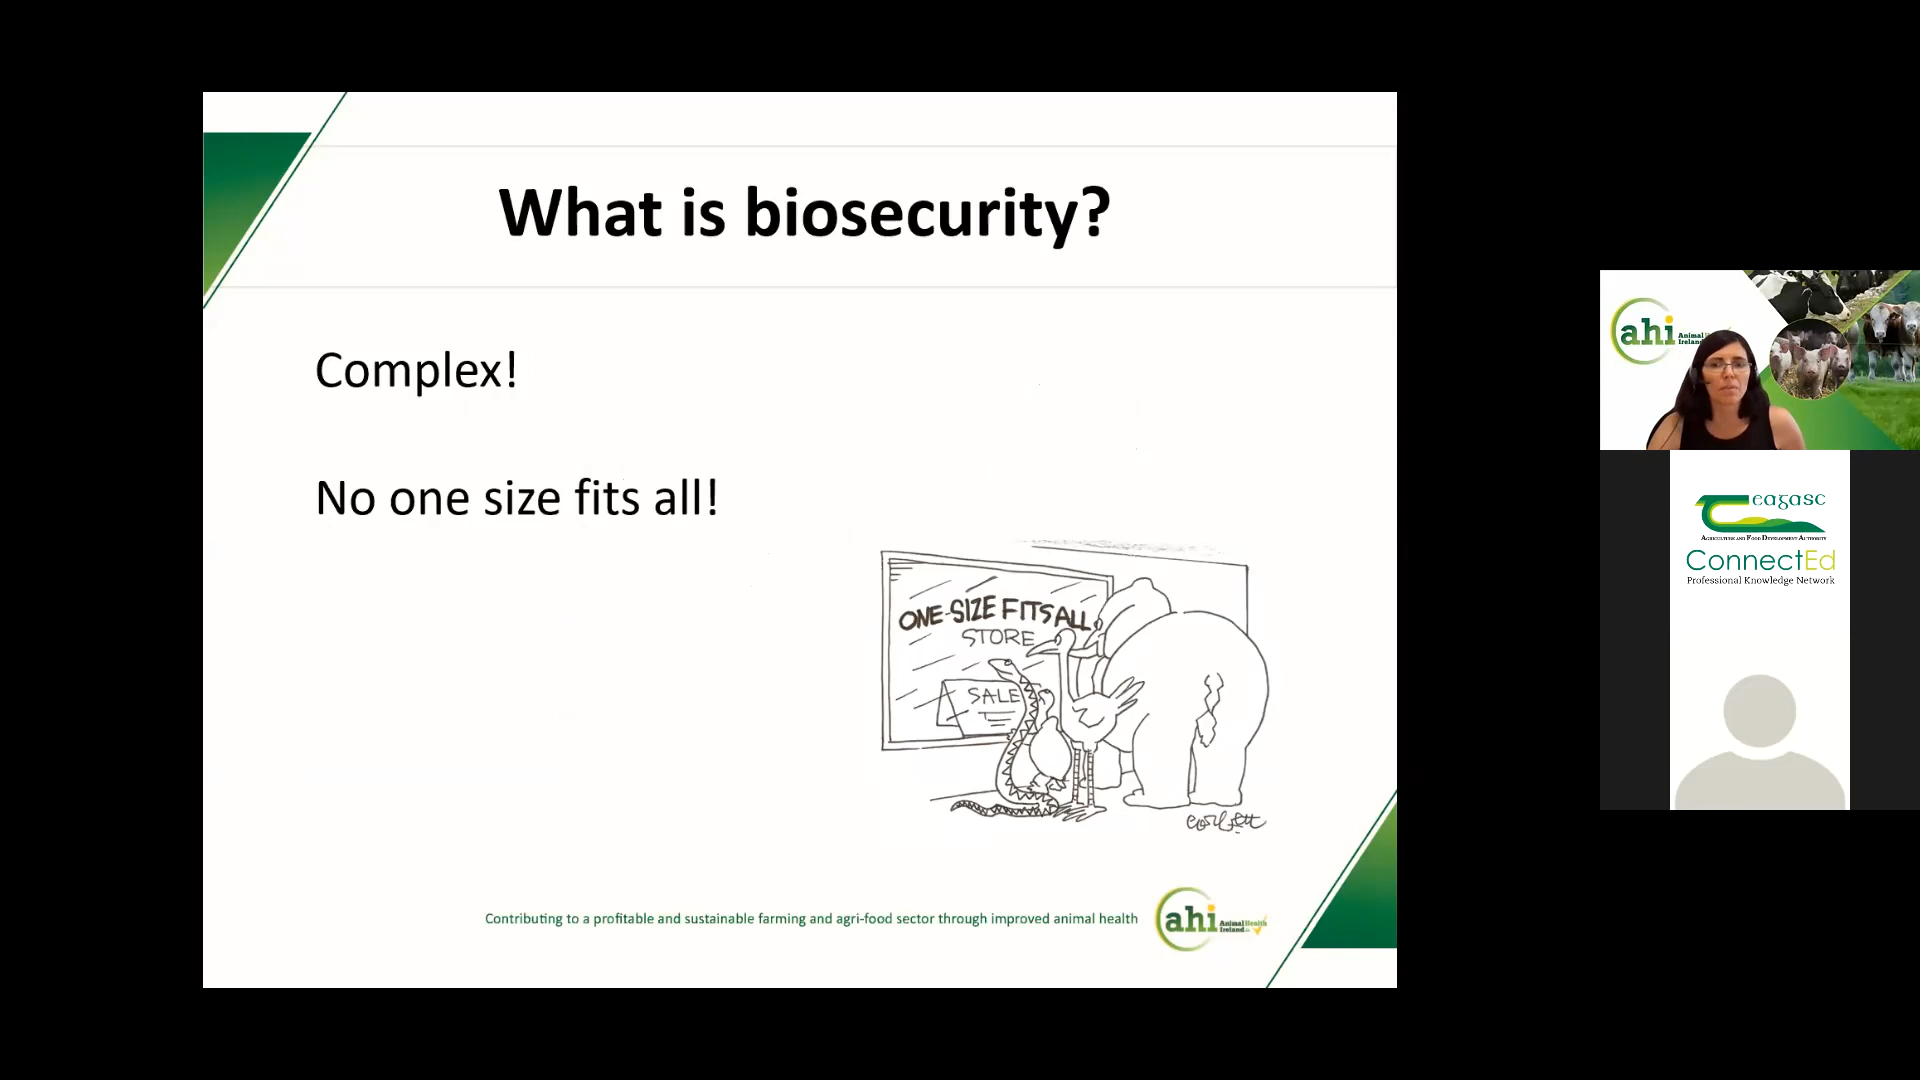 What is biosecurity?
Complex!
No one size fits all!
ONE-SIZE FITS ALL
STORE
SALE
corbett
Contributing to a profitable and sustainable farming and agri-food sector through improved animal health
ahi Animal Health
Ireland
ahi Animal
Ireland
eagasc
AGRICULTURE AND FOOD DEVELOPMENT AUTHORITY
ConnectEd
Professional Knowledge Network